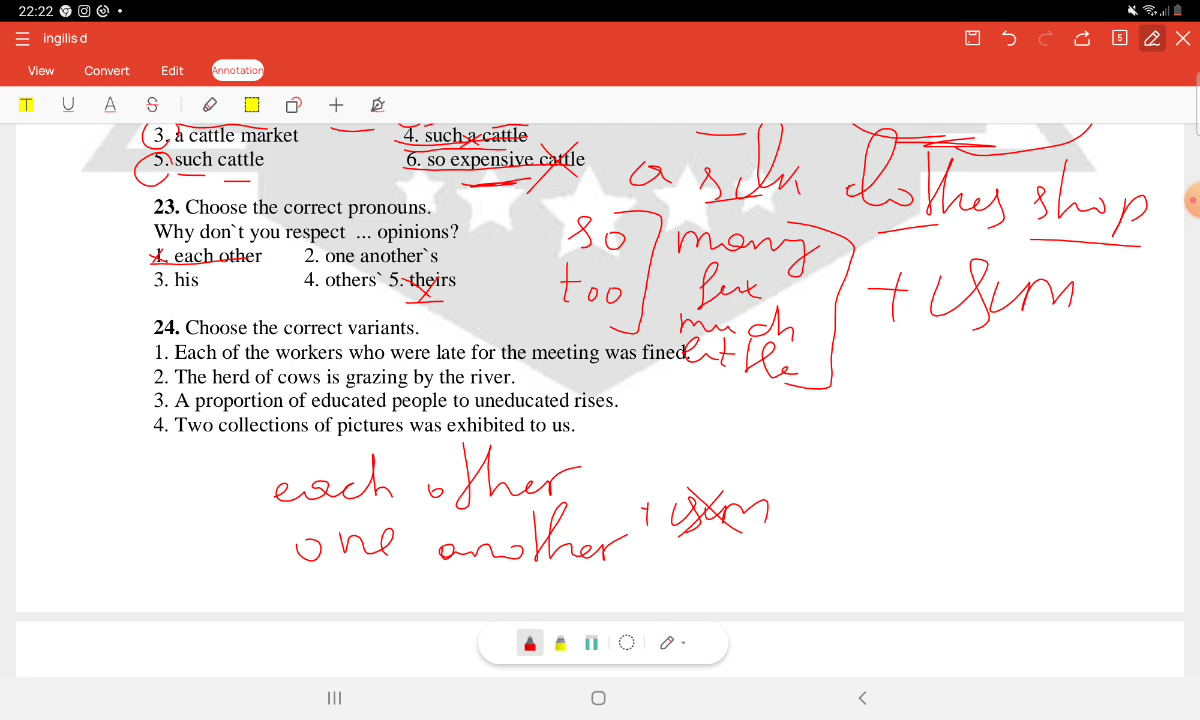 22:22
ingilis d
5
View Convert Edit Annotation
T U A S
3. a cattle market 4. such a cattle
5. such cattle 6. so expensive cattle
a silk clothes shop
23. Choose the correct pronouns.
Why don`t you respect ... opinions?
1. each other 2. one another`s
3. his 4. others` 5. theirs
so
too
many
few
much
little
+ isim
24. Choose the correct variants.
1. Each of the workers who were late for the meeting was fined.
2. The herd of cows is grazing by the river.
3. A proportion of educated people to uneducated rises.
4. Two collections of pictures was exhibited to us.
each other
one another + isim